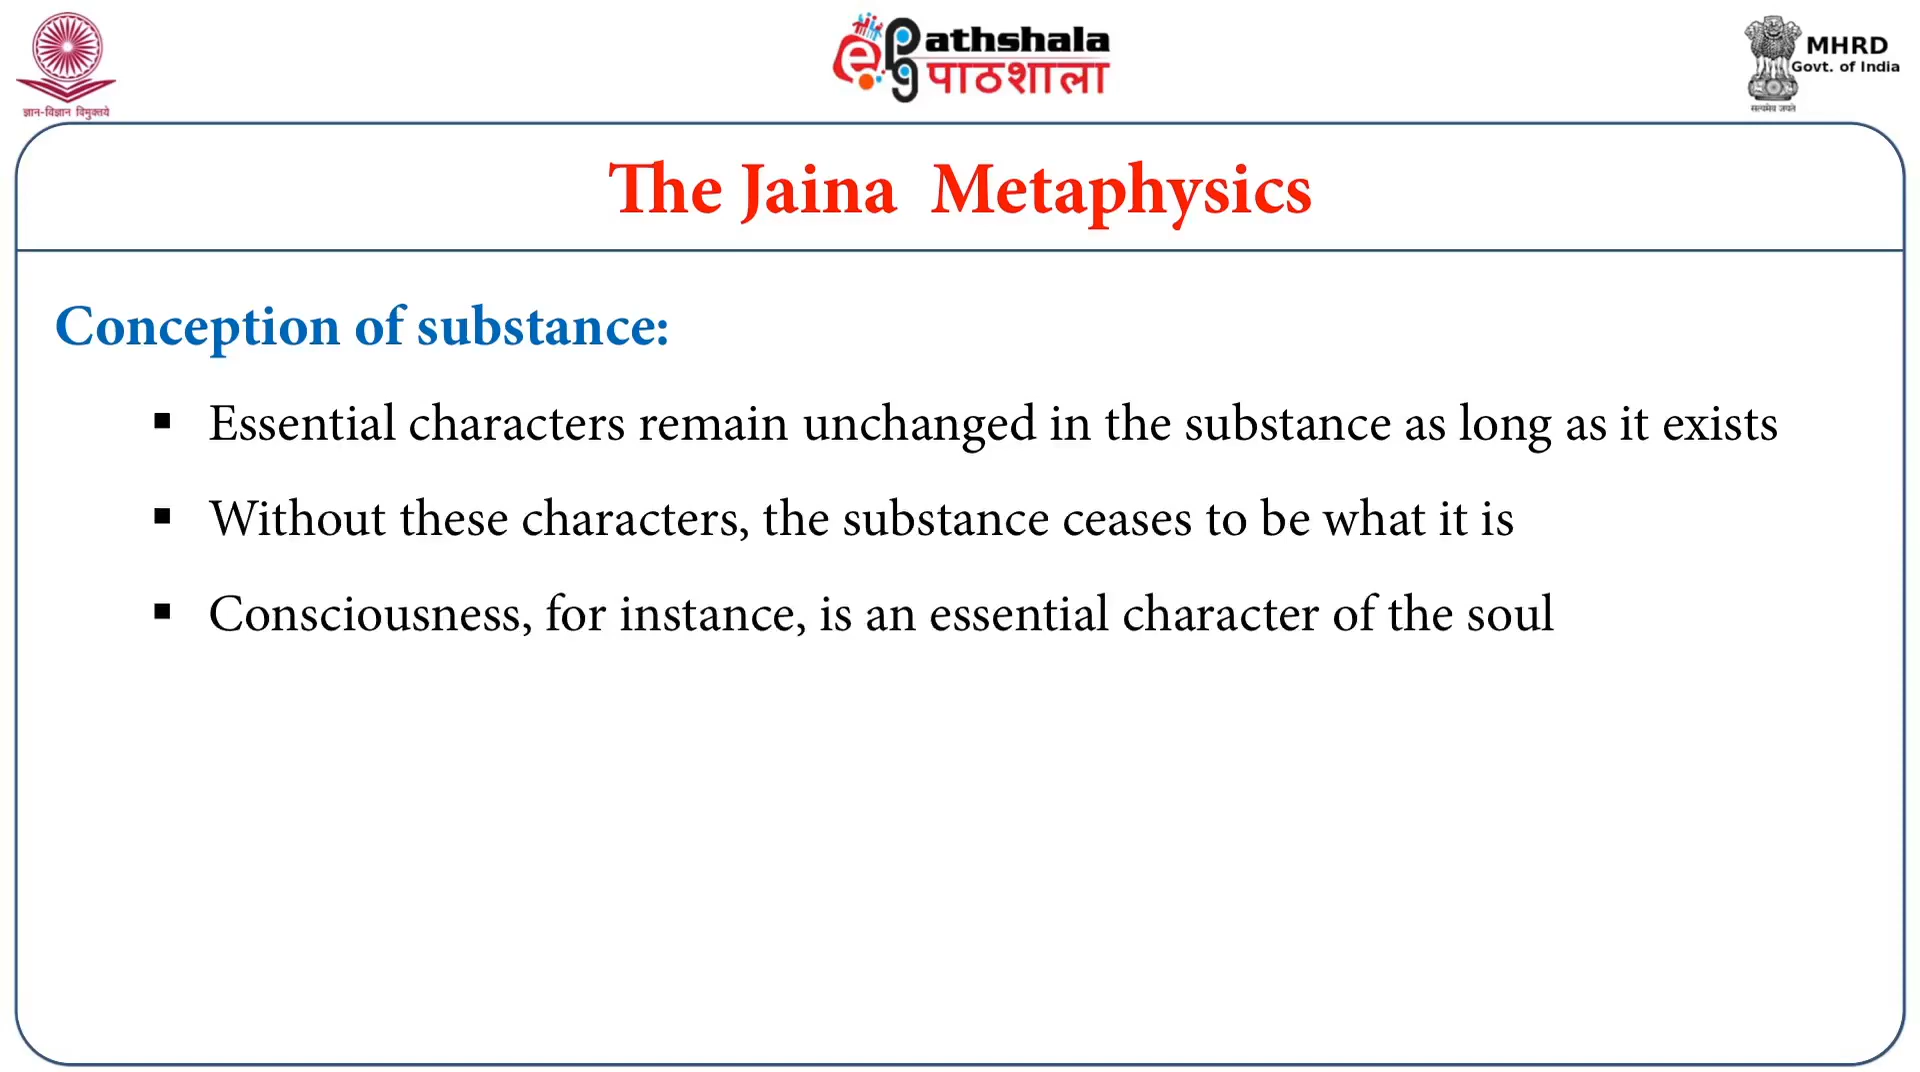 ज्ञान-विज्ञान विमुक्तये
ePG Pathshala
पाठशाला
MHRD
Govt. of India
सत्यमेव जयते
The Jaina Metaphysics
Conception of substance:
▪ Essential characters remain unchanged in the substance as long as it exists
▪ Without these characters, the substance ceases to be what it is
▪ Consciousness, for instance, is an essential character of the soul